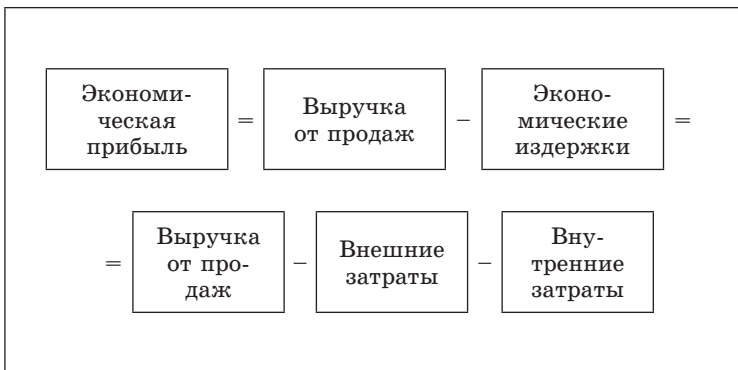 Экономи-
ческая
прибыль
=
Выручка
от продаж
–
Эконо-
мические
издержки
=
=
Выручка
от про-
даж
–
Внешние
затраты
–
Вну-
тренние
затраты